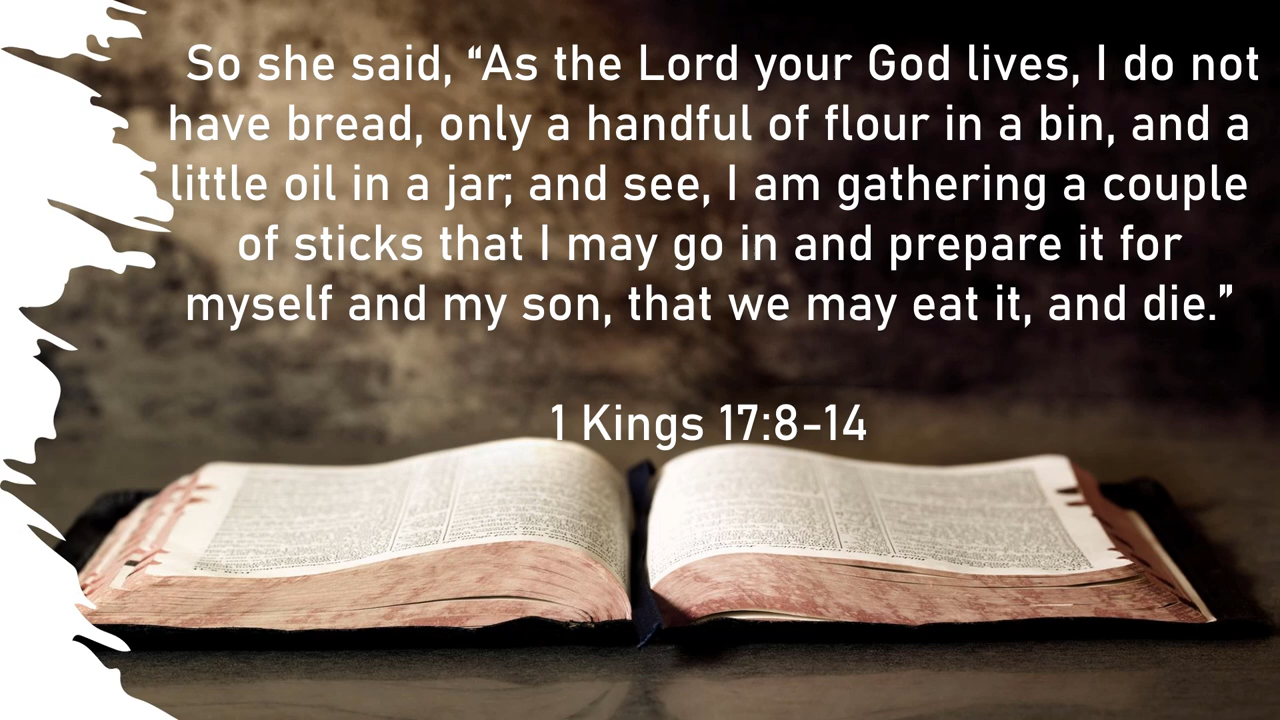 So she said, “As the Lord your God lives, I do not
have bread, only a handful of flour in a bin, and a
little oil in a jar; and see, I am gathering a couple
of sticks that I may go in and prepare it for
myself and my son, that we may eat it, and die.”
1 Kings 17:8-14